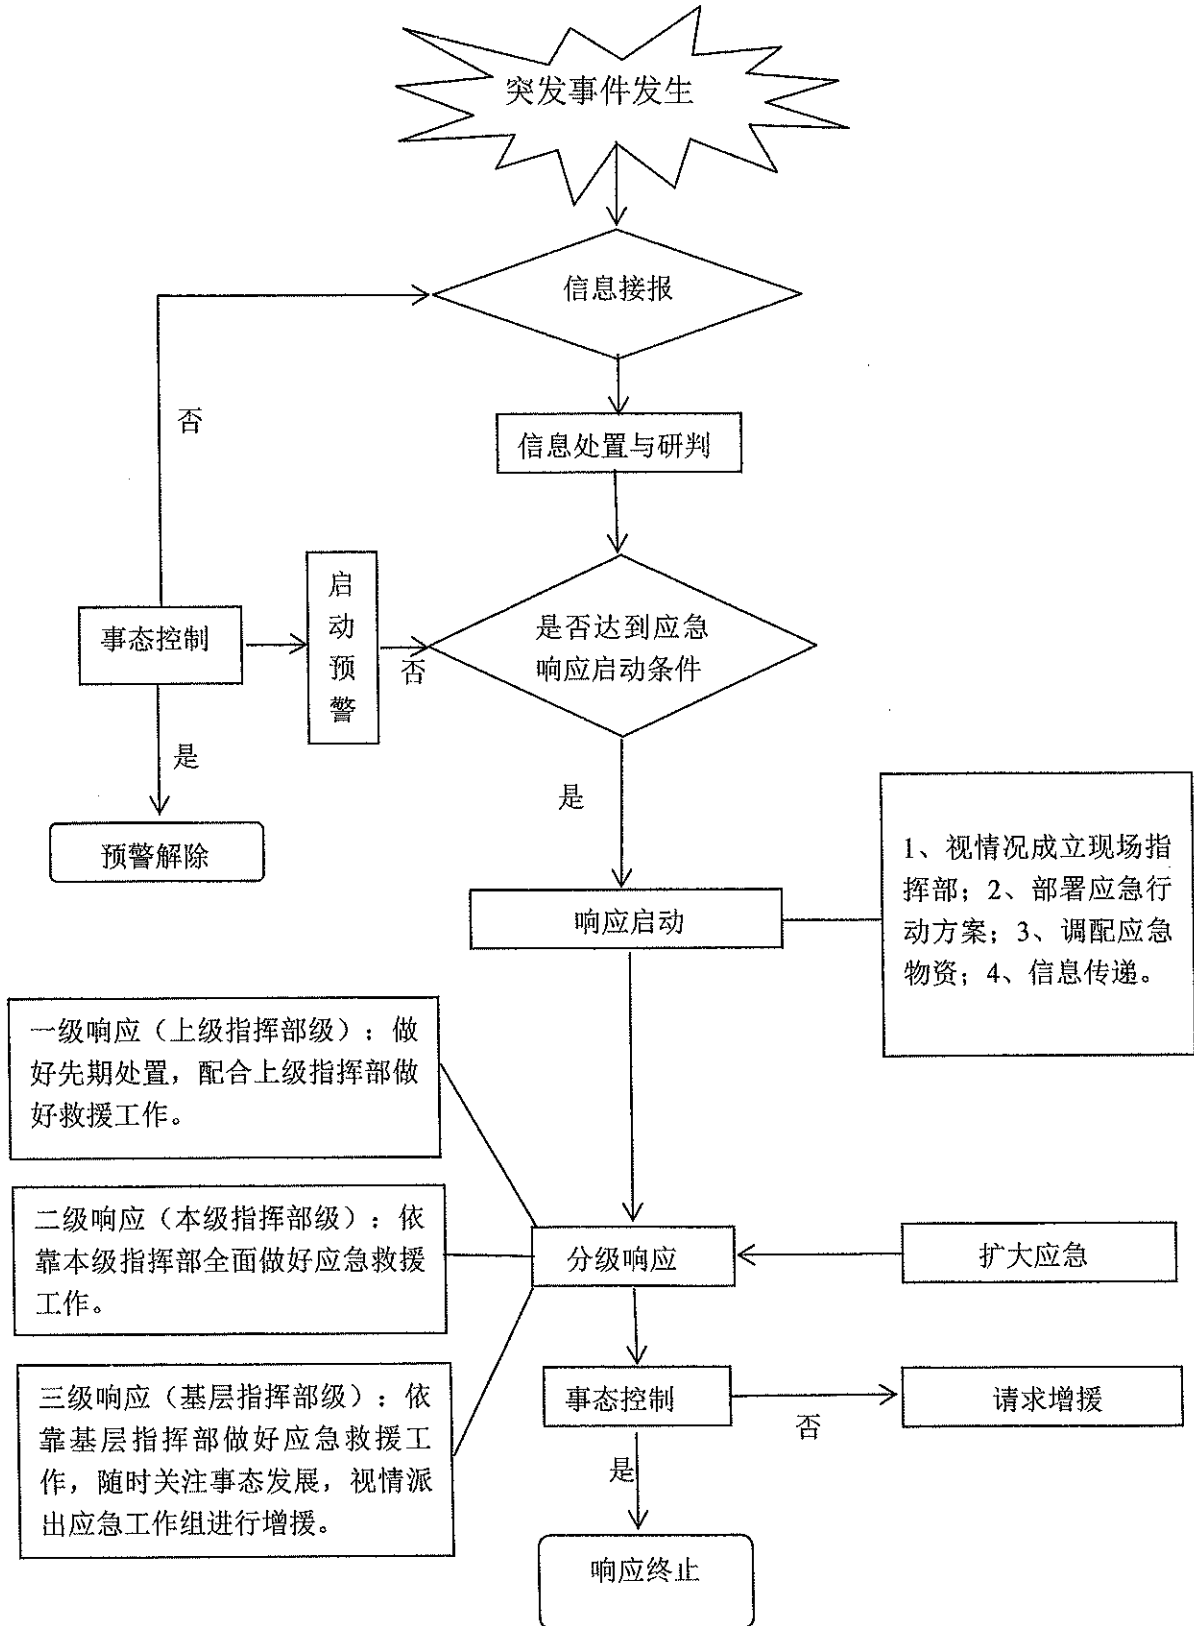 突发事件发生
信息接报
否
信息处置与研判
启
动
预
警
事态控制
是否达到应急
响应启动条件
否
是
是
预警解除
1、视情况成立现场指
挥部；2、部署应急行
动方案；3、调配应急
物资；4、信息传递。
响应启动
一级响应（上级指挥部级）：做
好先期处置，配合上级指挥部做
好救援工作。
二级响应（本级指挥部级）：依
靠本级指挥部全面做好应急救援
工作。
分级响应
扩大应急
三级响应（基层指挥部级）：依
靠基层指挥部做好应急救援工
作，随时关注事态发展，视情派
出应急工作组进行增援。
事态控制
否
请求增援
是
响应终止